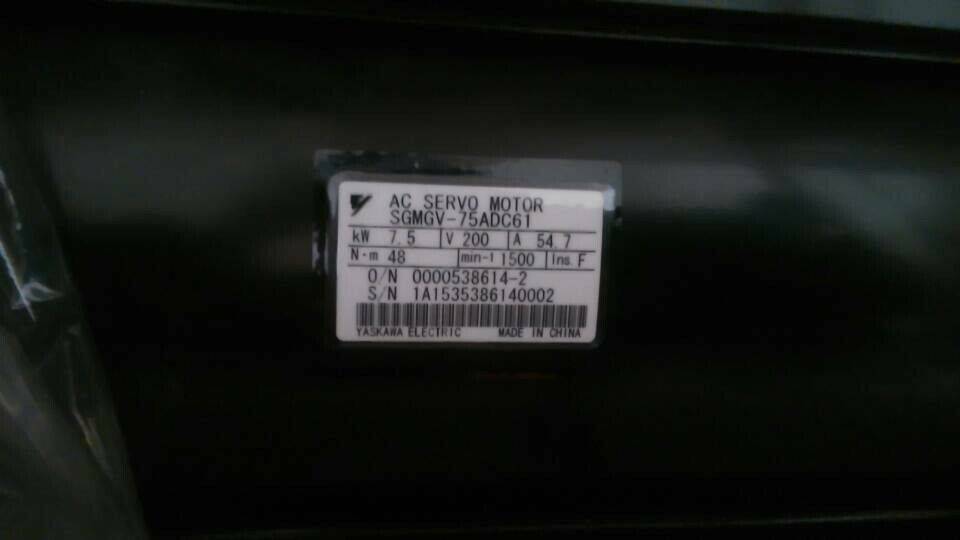 AC SERVO MOTOR
SGMGV-75ADC61
kW 7.5 V 200 A 54.7
N・m 48 min-1 1500 Ins. F
O/N 0000538614-2
S/N 1A1535386140002
YASKAWA ELECTRIC MADE IN CHINA